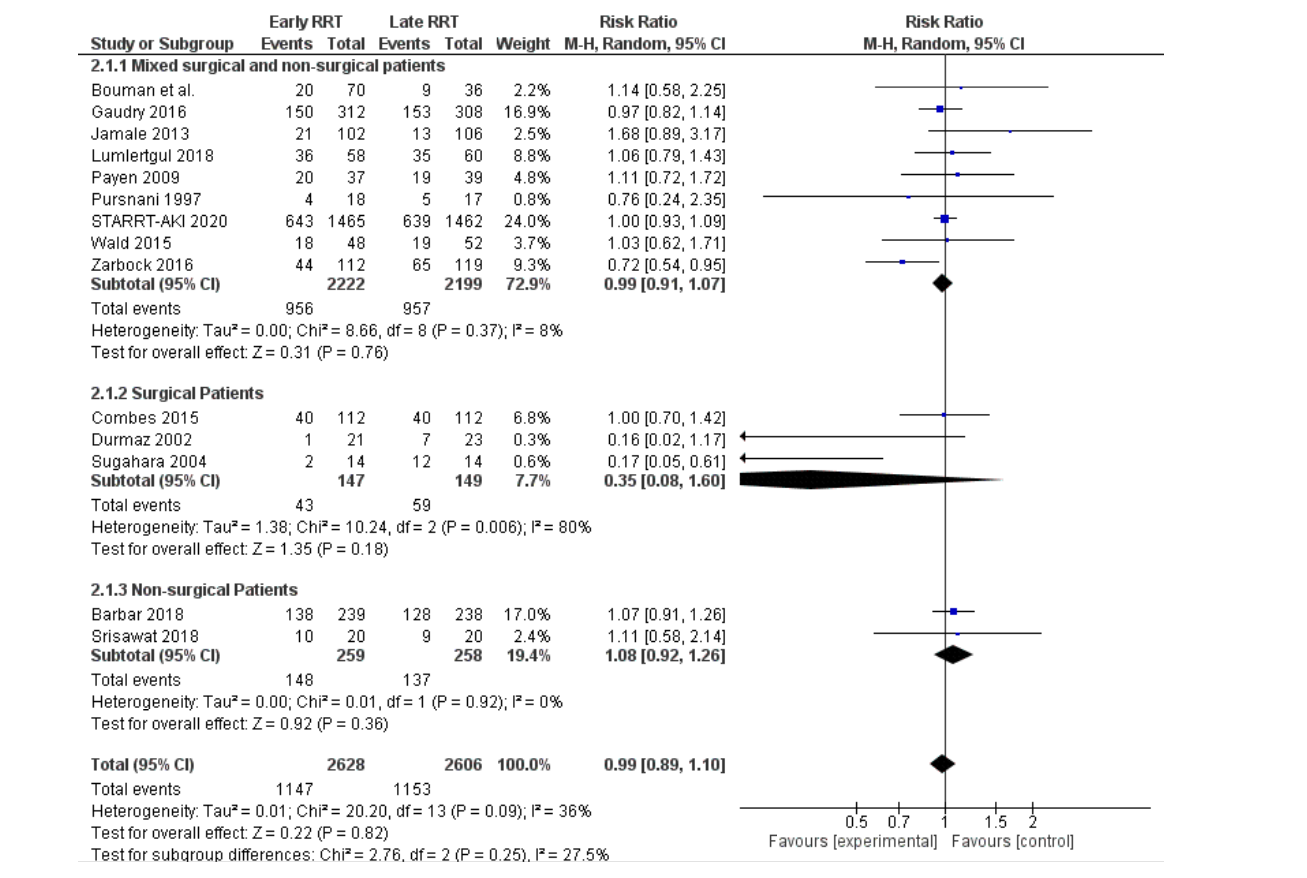 Early RRT Late RRT Risk Ratio Risk Ratio
Study or Subgroup Events Total Events Total Weight M-H, Random, 95% CI M-H, Random, 95% CI
2.1.1 Mixed surgical and non-surgical patients
Bouman et al. 20 70 9 36 2.2% 1.14 [0.58, 2.25]
Gaudry 2016 150 312 153 308 16.9% 0.97 [0.82, 1.14]
Jamale 2013 21 102 13 106 2.5% 1.68 [0.89, 3.17]
Lumlertgul 2018 36 58 35 60 8.8% 1.06 [0.79, 1.43]
Payen 2009 20 37 19 39 4.8% 1.11 [0.72, 1.72]
Pursnani 1997 4 18 5 17 0.8% 0.76 [0.24, 2.35]
STARRT-AKI 2020 643 1465 639 1462 24.0% 1.00 [0.93, 1.09]
Wald 2015 18 48 19 52 3.7% 1.03 [0.62, 1.71]
Zarbock 2016 44 112 65 119 9.3% 0.72 [0.54, 0.95]
Subtotal (95% CI) 2222 2199 72.9% 0.99 [0.91, 1.07]
Total events 956 957
Heterogeneity: Tau² = 0.00; Chi² = 8.66, df = 8 (P = 0.37); I² = 8%
Test for overall effect: Z = 0.31 (P = 0.76)
2.1.2 Surgical Patients
Combes 2015 40 112 40 112 6.8% 1.00 [0.70, 1.42]
Durmaz 2002 1 21 7 23 0.3% 0.16 [0.02, 1.17]
Sugahara 2004 2 14 12 14 0.6% 0.17 [0.05, 0.61]
Subtotal (95% CI) 147 149 7.7% 0.35 [0.08, 1.60]
Total events 43 59
Heterogeneity: Tau² = 1.38; Chi² = 10.24, df = 2 (P = 0.006); I² = 80%
Test for overall effect: Z = 1.35 (P = 0.18)
2.1.3 Non-surgical Patients
Barbar 2018 138 239 128 238 17.0% 1.07 [0.91, 1.26]
Srisawat 2018 10 20 9 20 2.4% 1.11 [0.58, 2.14]
Subtotal (95% CI) 259 258 19.4% 1.08 [0.92, 1.26]
Total events 148 137
Heterogeneity: Tau² = 0.00; Chi² = 0.01, df = 1 (P = 0.92); I² = 0%
Test for overall effect: Z = 0.92 (P = 0.36)
Total (95% CI) 2628 2606 100.0% 0.99 [0.89, 1.10]
Total events 1147 1153
Heterogeneity: Tau² = 0.01; Chi² = 20.20, df = 13 (P = 0.09); I² = 36%
Test for overall effect: Z = 0.22 (P = 0.82)
Test for subgroup differences: Chi² = 2.76, df = 2 (P = 0.25), I² = 27.5%
0.5 0.7 1 1.5 2
Favours [experimental] Favours [control]